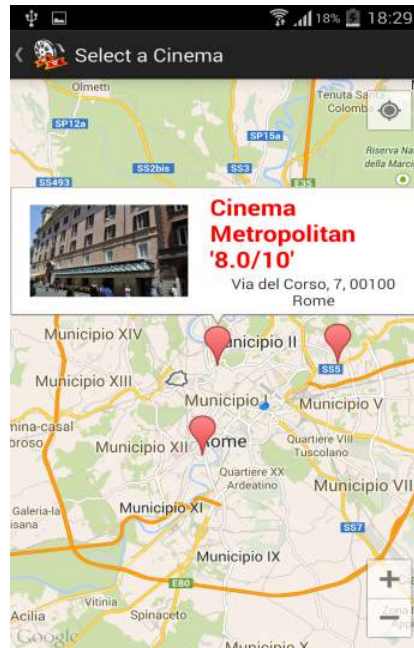 18% 18:29
Select a Cinema
Olmetti
Tenuta Santa
Colomba
SP12a
SP15a
Riserva Na
della Marci
SS2bis
SS3
SS493
E35
Cinema
Metropolitan
'8.0/10'
Via del Corso, 7, 00100
Rome
Municipio XIV
Municipio II
SS5
Municipio XIII
Municipio I
Municipio V
mina-casal
broso
Municipio XII
Rome
Quartiere VIII
Tuscolano
Quartiere XX
Ardeatino
Municipio VII
Galeria-la
isana
Municipio XI
SS7
Municipio IX
E80
+
Vitinia
Acilia
Spinaceto
−
Google
Municipio X